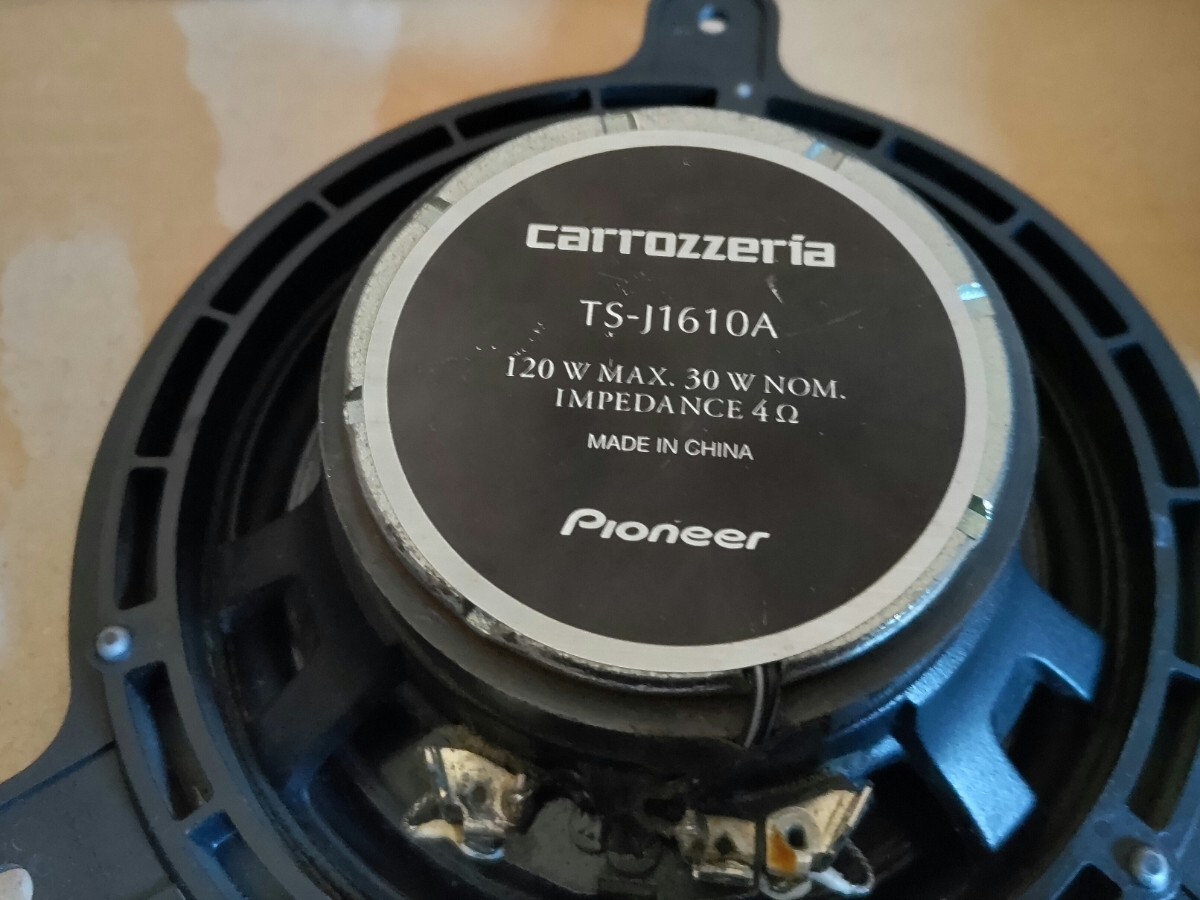 carrozzeria
TS-J1610A
120 W MAX. 30 W NOM.
IMPEDANCE 4 Ω
MADE IN CHINA
Pioneer